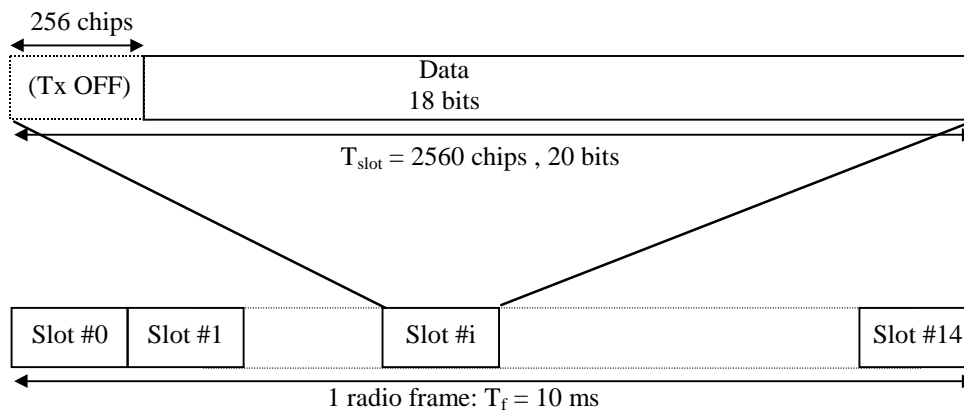 256 chips
(Tx OFF)
Data
18 bits
T_slot = 2560 chips , 20 bits
Slot #0
Slot #1
Slot #i
Slot #14
1 radio frame: T_f = 10 ms